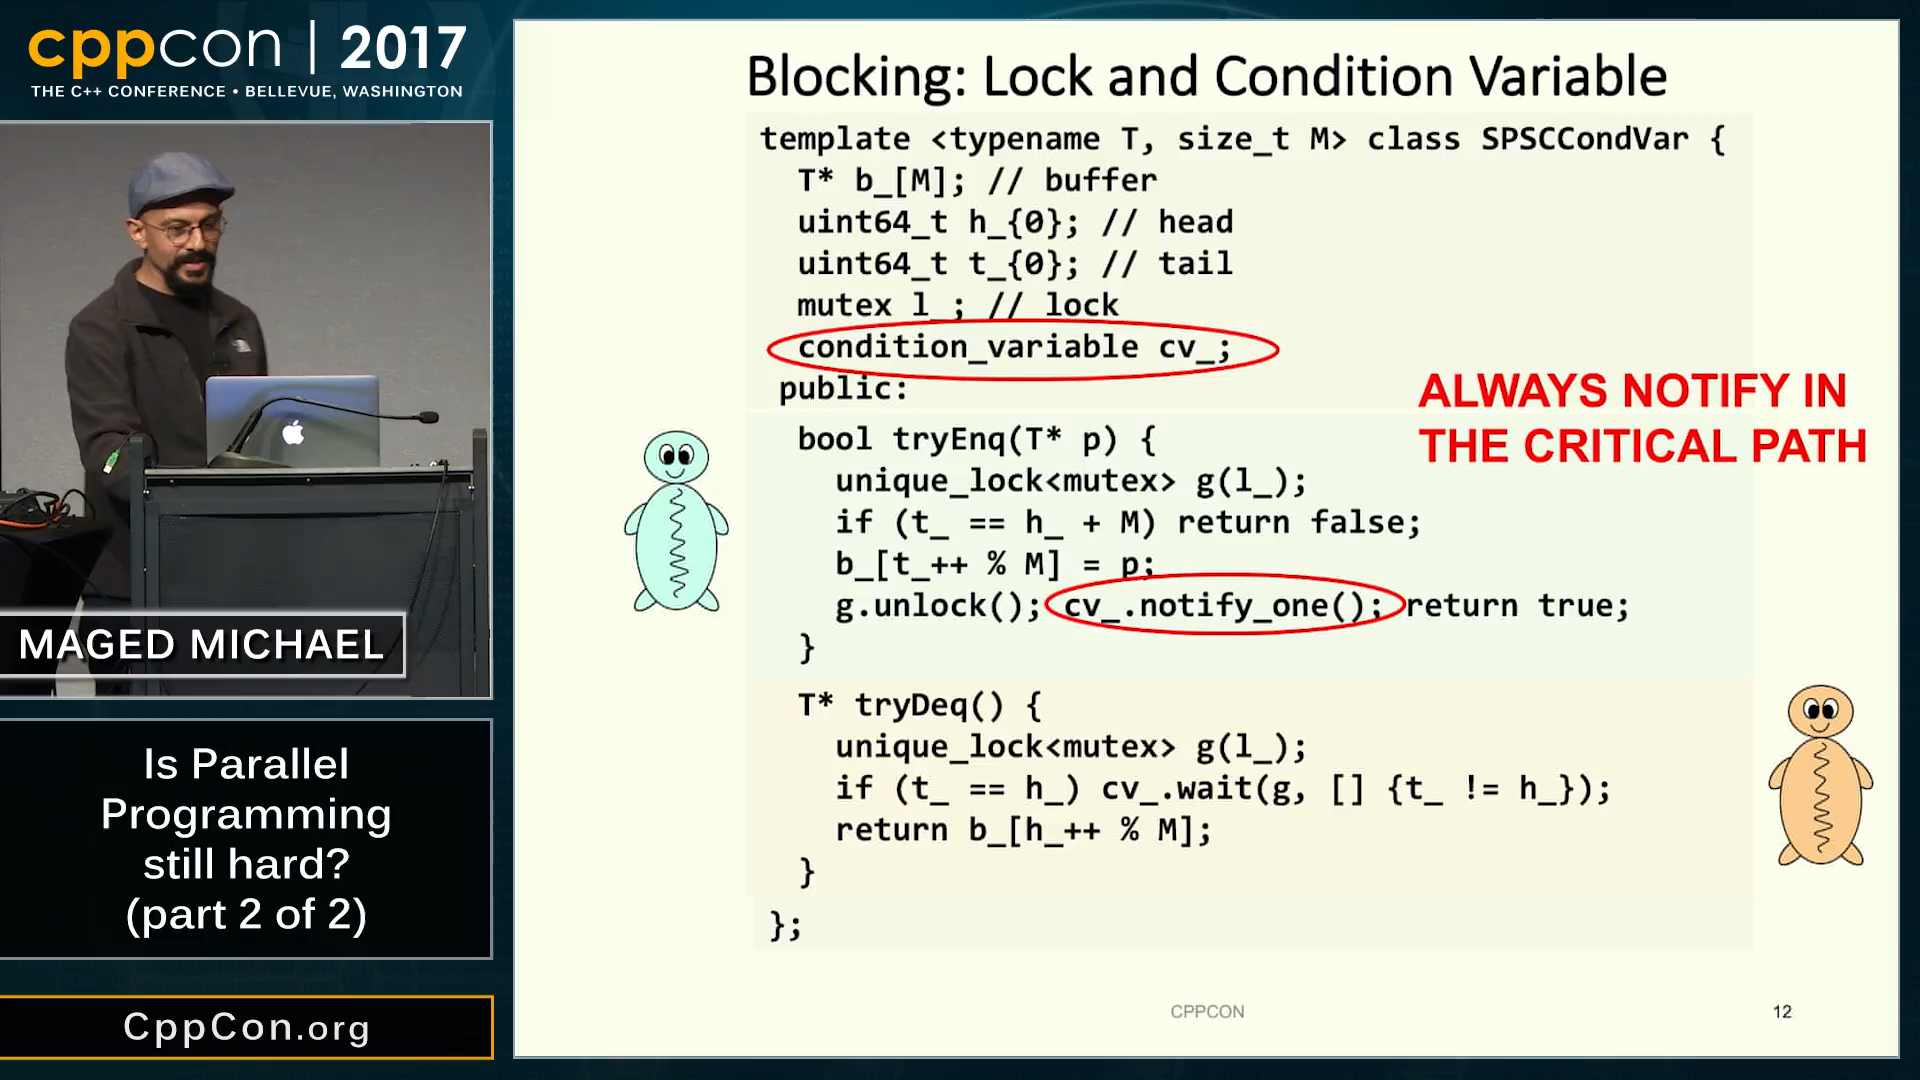 cppcon | 2017
THE C++ CONFERENCE • BELLEVUE, WASHINGTON
MAGED MICHAEL
Is Parallel
Programming
still hard?
(part 2 of 2)
CppCon.org
Blocking: Lock and Condition Variable
template <typename T, size_t M> class SPSCCondVar {
T* b_[M]; // buffer
uint64_t h_{0}; // head
uint64_t t_{0}; // tail
mutex l_; // lock
condition_variable cv_;
public:
ALWAYS NOTIFY IN
THE CRITICAL PATH
bool tryEnq(T* p) {
unique_lock<mutex> g(l_);
if (t_ == h_ + M) return false;
b_[t_++ % M] = p;
g.unlock(); cv_.notify_one(); return true;
}
T* tryDeq() {
unique_lock<mutex> g(l_);
if (t_ == h_) cv_.wait(g, [] {t_ != h_});
return b_[h_++ % M];
}
};
CPPCON
12